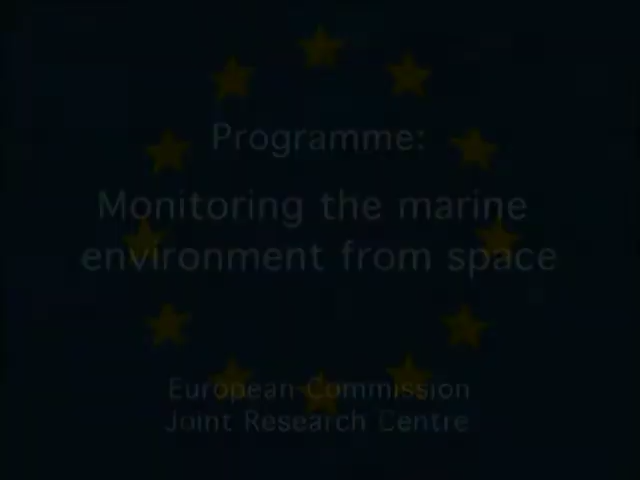 Programme:
Monitoring the marine
environment from space
European Commission
Joint Research Centre